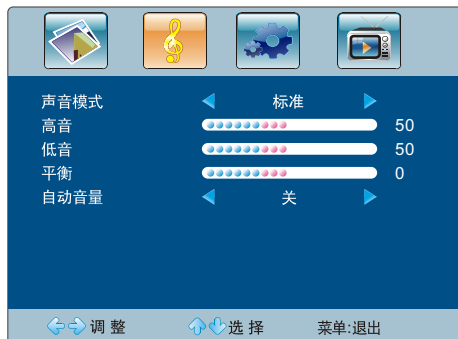 声音模式 标准
高音 50
低音 50
平衡 0
自动音量 关
调整 选择 菜单:退出